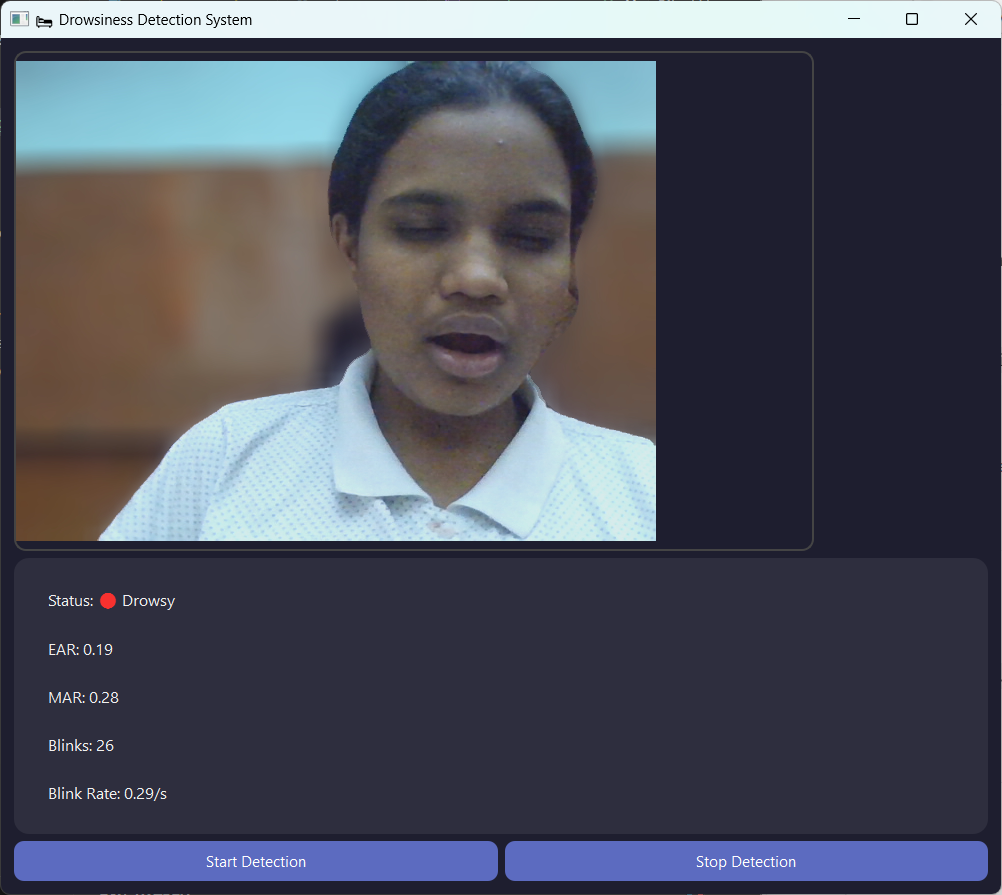 Drowsiness Detection System
Status: 🔴 Drowsy
EAR: 0.19
MAR: 0.28
Blinks: 26
Blink Rate: 0.29/s
Start Detection
Stop Detection